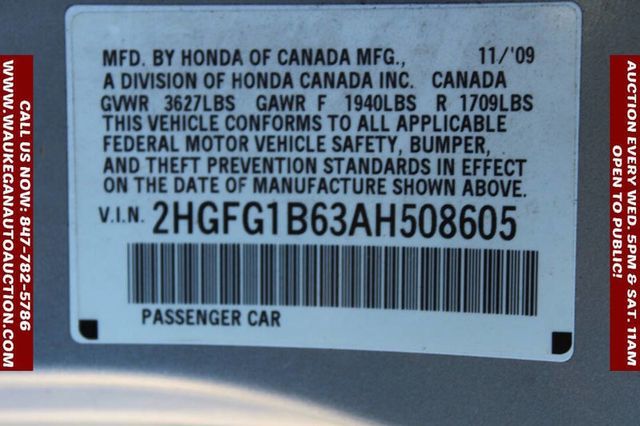 MFD. BY HONDA OF CANADA MFG., 11/'09
A DIVISION OF HONDA CANADA INC. CANADA
GVWR 3627LBS GAWR F 1940LBS R 1709LBS
THIS VEHICLE CONFORMS TO ALL APPLICABLE
FEDERAL MOTOR VEHICLE SAFETY, BUMPER,
AND THEFT PREVENTION STANDARDS IN EFFECT
ON THE DATE OF MANUFACTURE SHOWN ABOVE.
V.I.N. 2HGFG1B63AH508605
PASSENGER CAR
CALL US NOW: 847-782-5786
WWW.WAUKEGANAUTOAUCTION.COM
AUCTION EVERY WED. 5PM & SAT. 11AM
OPEN TO PUBLIC